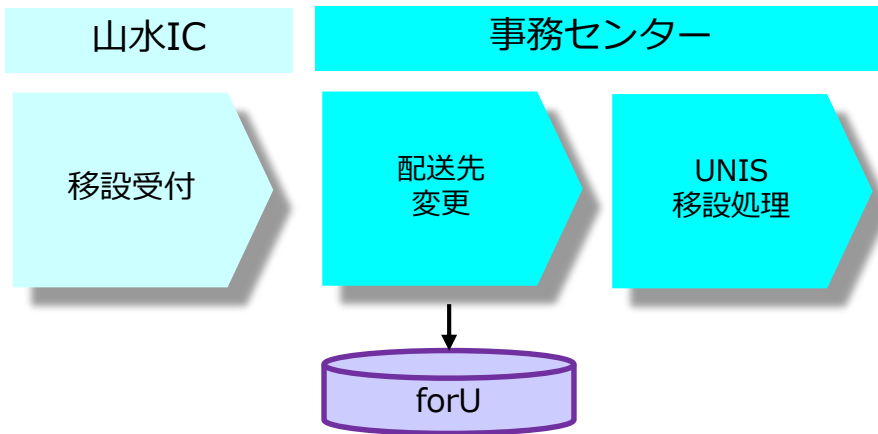 山水IC
事務センター
移設受付
配送先
変更
UNIS
移設処理
forU